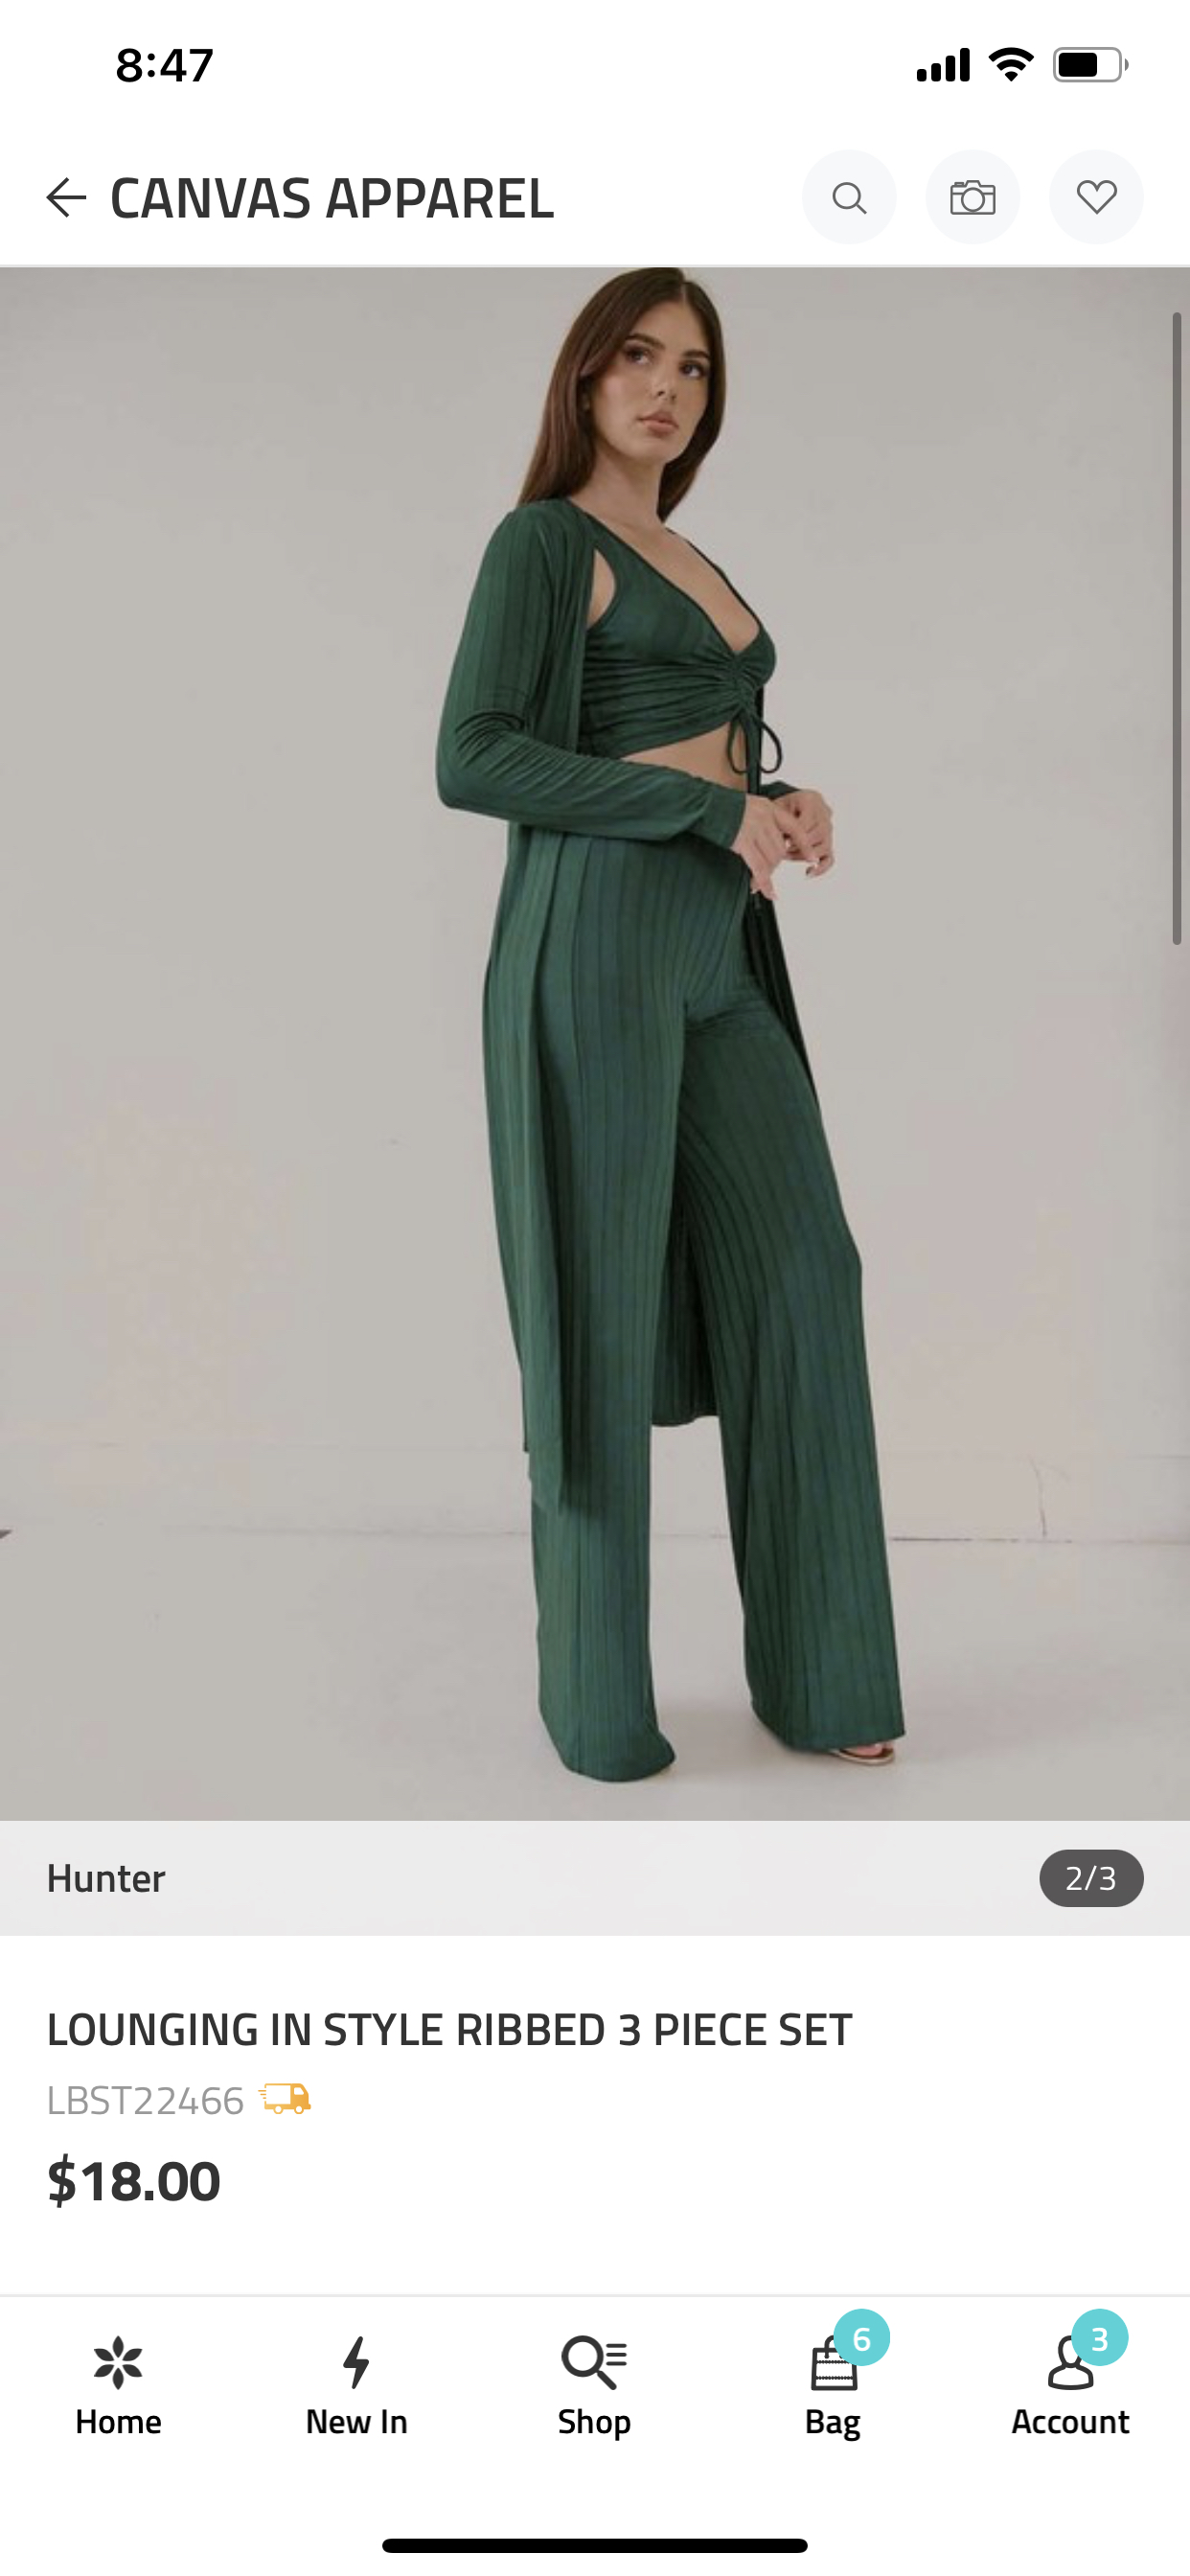 8:47
CANVAS APPAREL
Hunter
2/3
LOUNGING IN STYLE RIBBED 3 PIECE SET
LBST22466
$18.00
6
3
Home
New In
Shop
Bag
Account